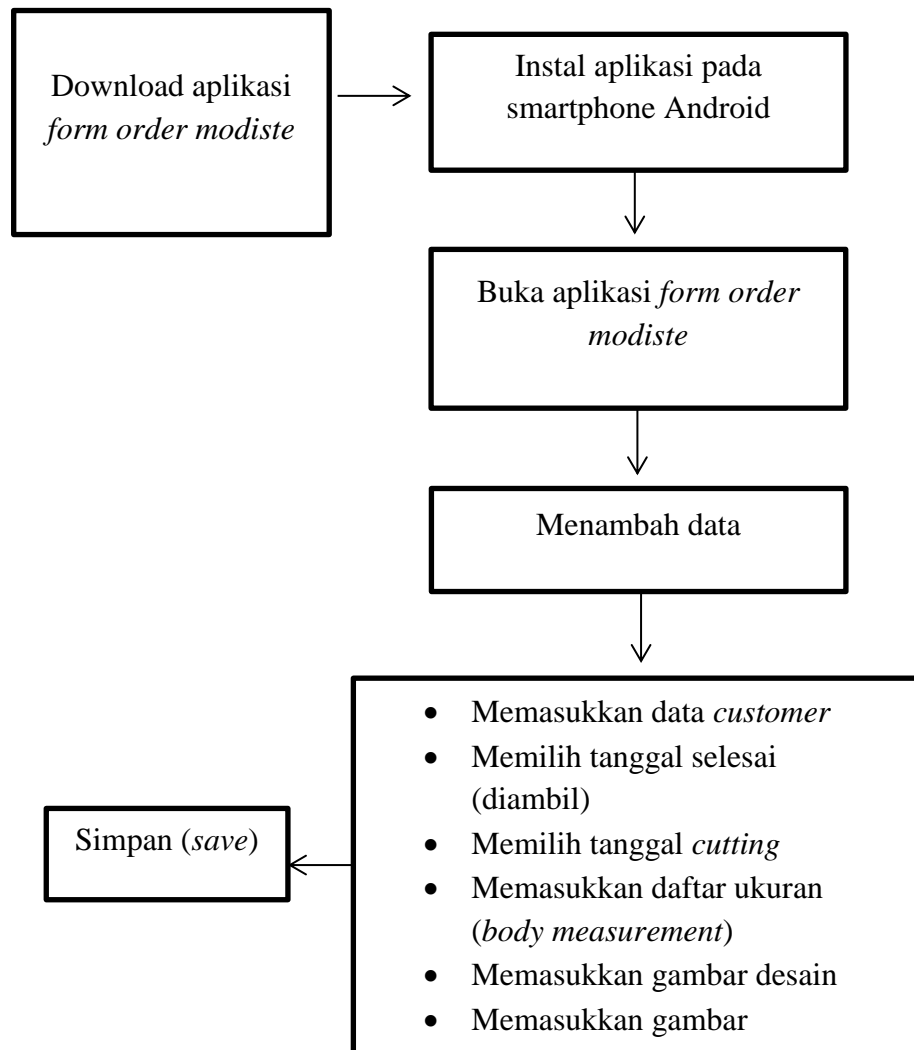 Download aplikasi
form order modiste
Instal aplikasi pada
smartphone Android
Buka aplikasi form order
modiste
Menambah data
• Memasukkan data customer
• Memilih tanggal selesai
(diambil)
• Memilih tanggal cutting
• Memasukkan daftar ukuran
(body measurement)
• Memasukkan gambar desain
• Memasukkan gambar
Simpan (save)